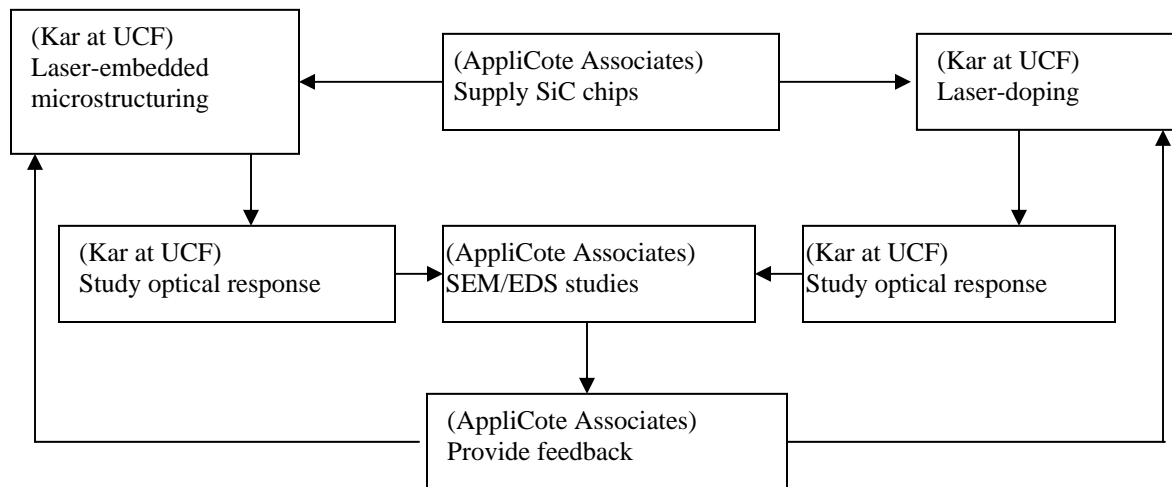 (Kar at UCF)
Laser-embedded
microstructuring
(AppliCote Associates)
Supply SiC chips
(Kar at UCF)
Laser-doping
(Kar at UCF)
Study optical response
(AppliCote Associates)
SEM/EDS studies
(Kar at UCF)
Study optical response
(AppliCote Associates)
Provide feedback